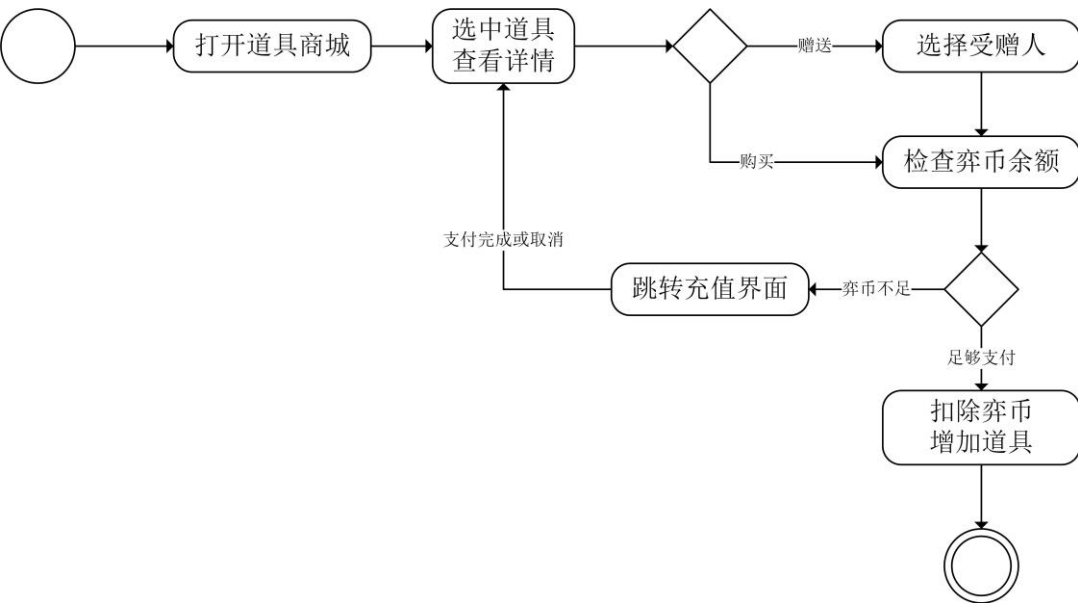 打开道具商城
选中道具
查看详情
赠送
选择受赠人
购买
检查弈币余额
支付完成或取消
跳转充值界面
弈币不足
足够支付
扣除弈币
增加道具